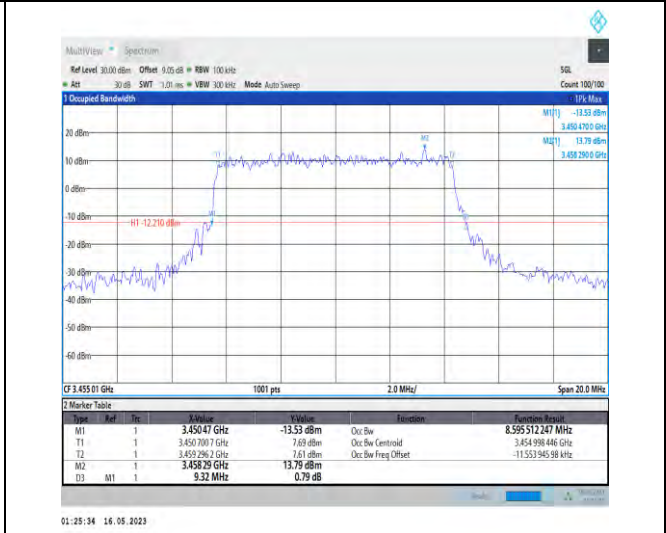 MultiView Spectrum
Ref Level 30.00 dBm Offset 9.05 dB RBW 100 kHz SGL
Att 30 dB SWT 1.01 ms VBW 300 kHz Mode Auto Sweep Count 100/100
1 Occupied Bandwidth 1Pk Max
M1[1] -13.53 dBm
3.450 470 0 GHz
20 dBm M2[1] 13.79 dBm
3.458 290 0 GHz
M2
10 dBm T1 T2
0 dBm
-10 dBm M1
H1 -12.210 dBm
-20 dBm
-30 dBm
-40 dBm
-50 dBm
-60 dBm
CF 3.455 01 GHz 1001 pts 2.0 MHz/ Span 20.0 MHz
2 Marker Table
Type Ref Trc X-Value Y-Value Function Function Result
M1 1 3.45047 GHz -13.53 dBm Occ Bw 8.595 512 247 MHz
T1 1 3.450 700 7 GHz 7.69 dBm Occ Bw Centroid 3.454 998 446 GHz
T2 1 3.459 296 2 GHz 7.61 dBm Occ Bw Freq Offset -11.553 945 98 kHz
M2 1 3.45829 GHz 13.79 dBm
D3 M1 1 9.32 MHz 0.79 dB
Ready
01:25:34 16.05.2023